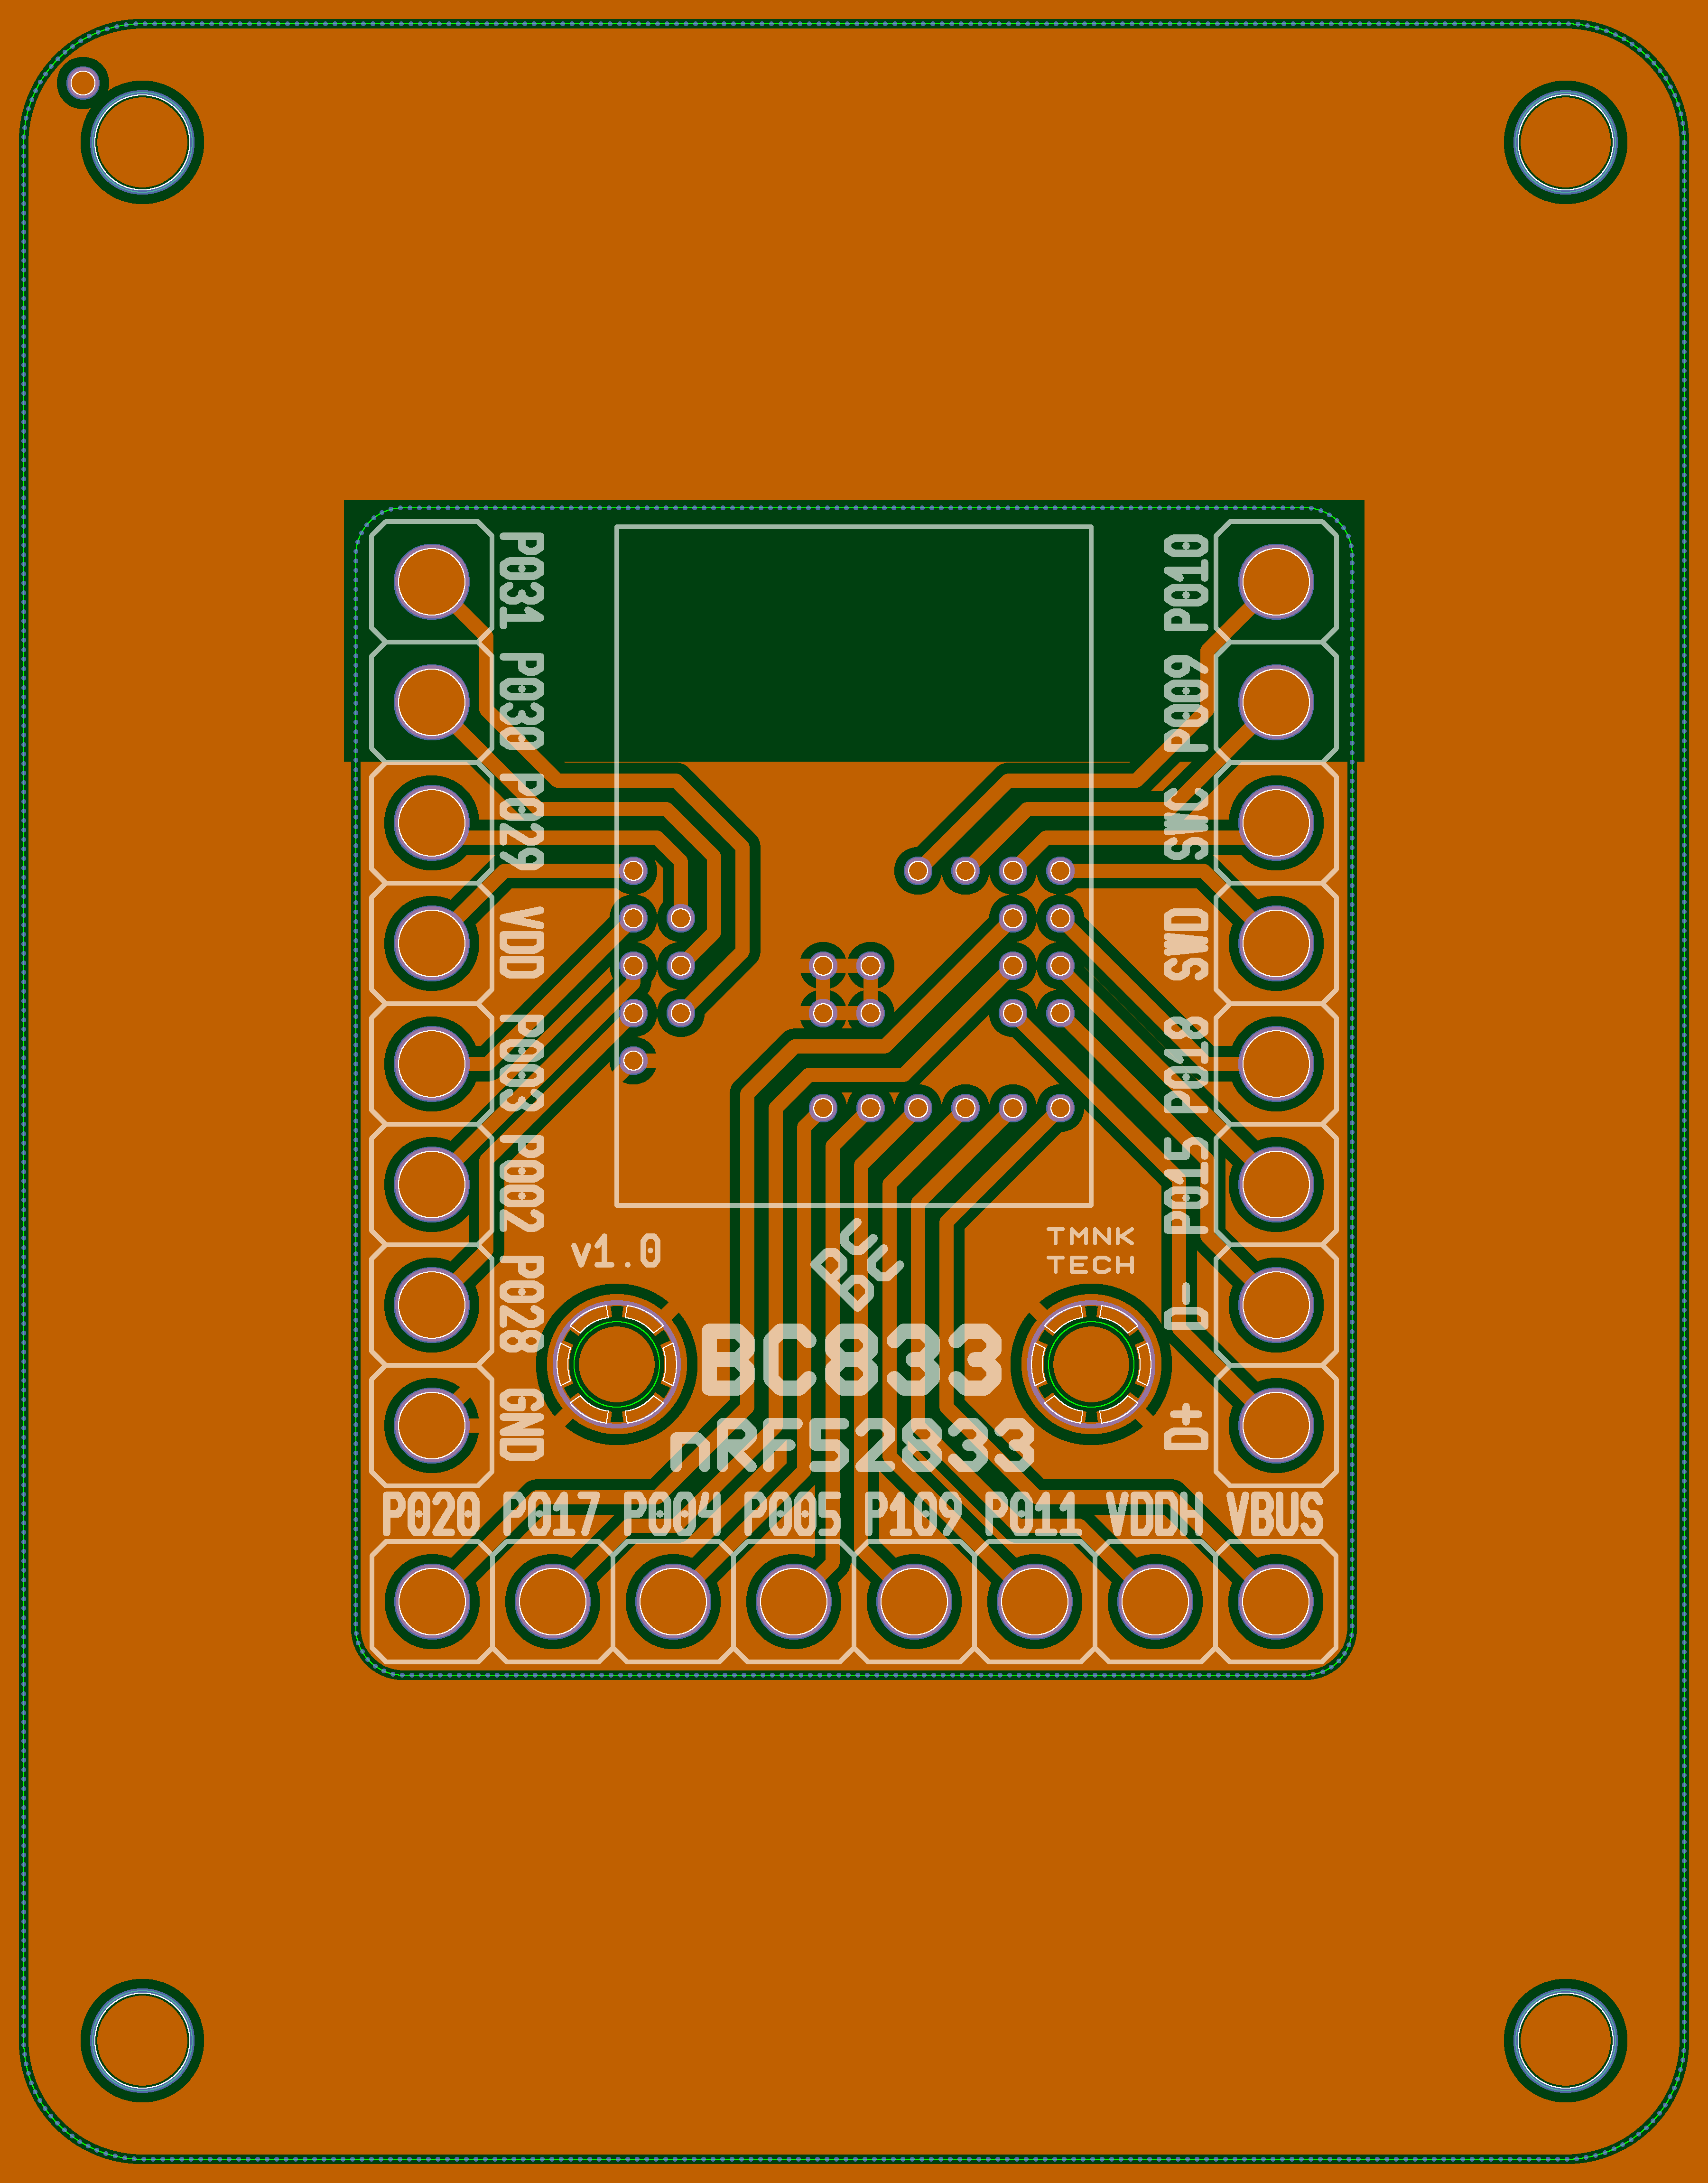 P031
P030
P029
VDD
P003
P002
P028
GND
P010
P009
SWC
SWD
P018
P015
D-
D+
v1.0
TMNK
TECH
BC833
nRF52833
P020 P017 P004 P005 P109 P011 VDDH VBUS